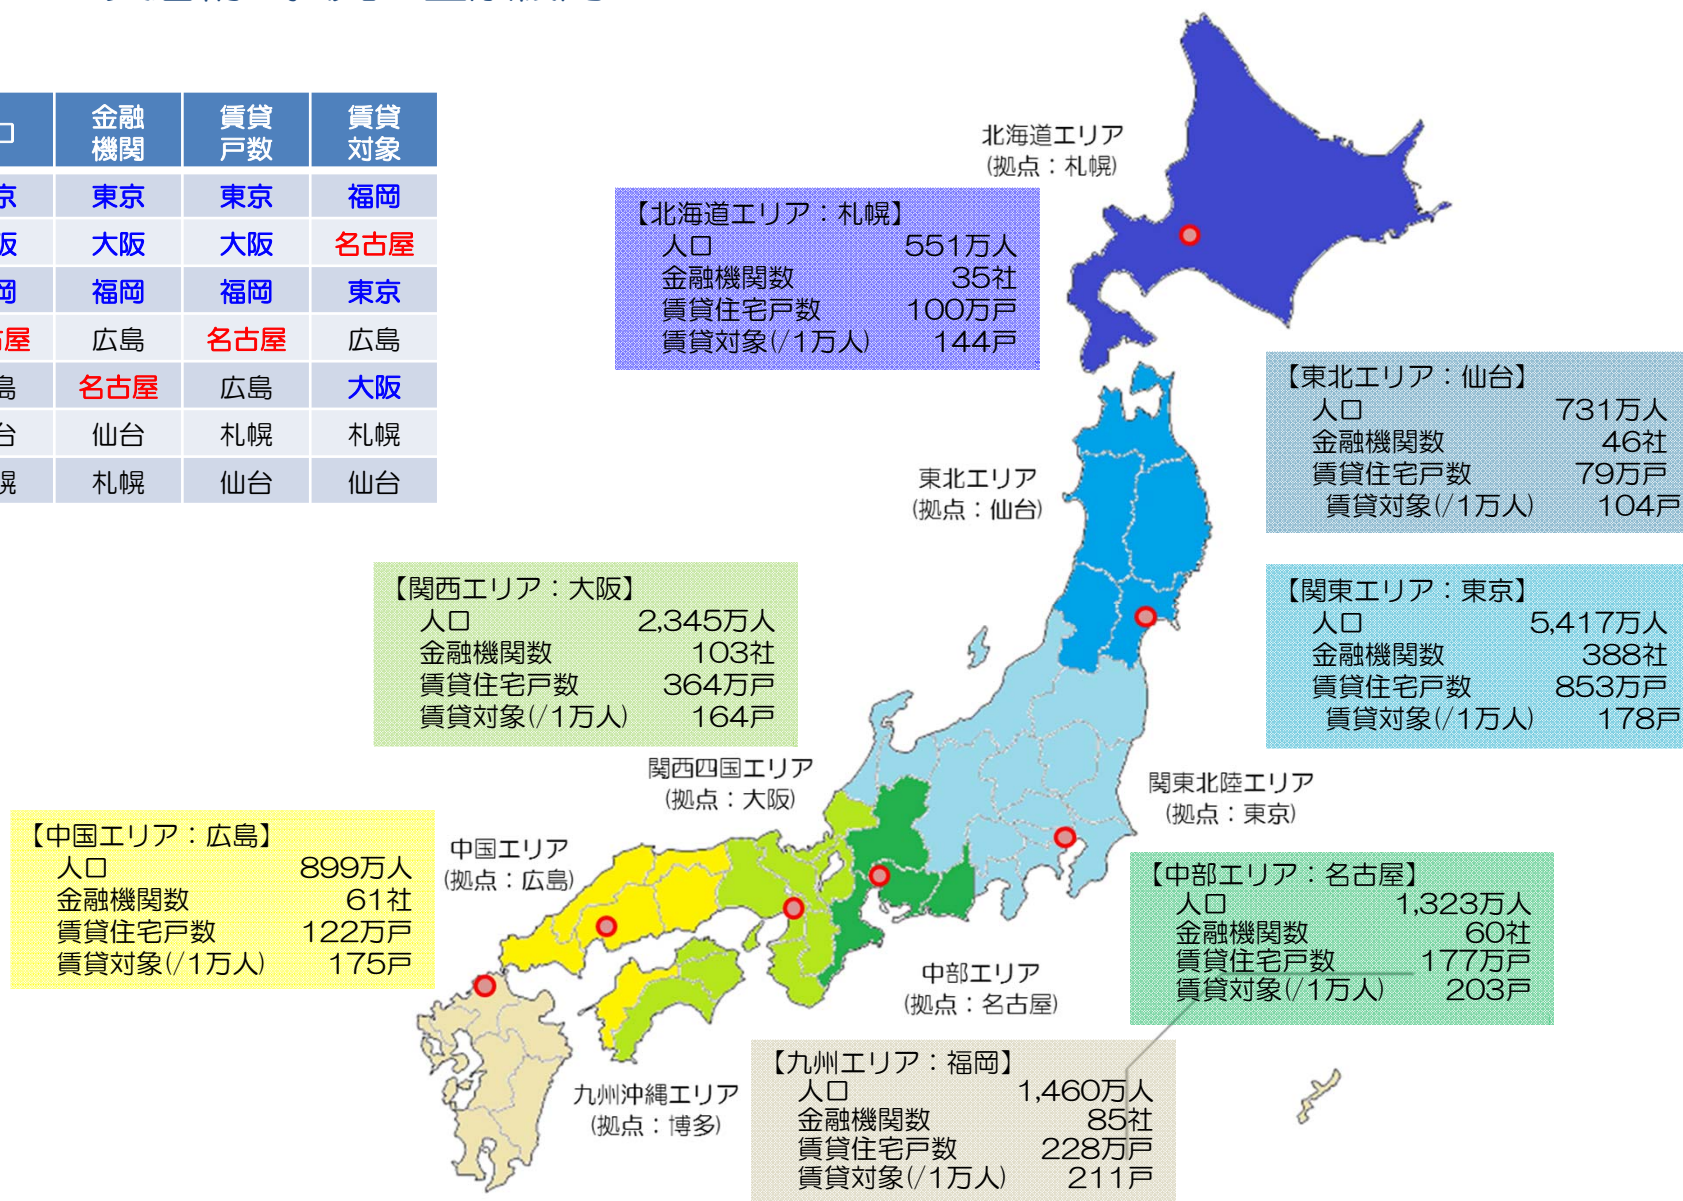 口 金融機関 賃貸戸数 賃貸対象
京 東京 東京 福岡
阪 大阪 大阪 名古屋
岡 福岡 福岡 東京
古屋 広島 名古屋 広島
島 名古屋 広島 大阪
台 仙台 札幌 札幌
幌 札幌 仙台 仙台
北海道エリア
(拠点：札幌)
【北海道エリア：札幌】
人口 551万人
金融機関数 35社
賃貸住宅戸数 100万戸
賃貸対象(/1万人) 144戸
【東北エリア：仙台】
人口 731万人
金融機関数 46社
賃貸住宅戸数 79万戸
賃貸対象(/1万人) 104戸
東北エリア
(拠点：仙台)
【関西エリア：大阪】
人口 2,345万人
金融機関数 103社
賃貸住宅戸数 364万戸
賃貸対象(/1万人) 164戸
【関東エリア：東京】
人口 5,417万人
金融機関数 388社
賃貸住宅戸数 853万戸
賃貸対象(/1万人) 178戸
関西四国エリア
(拠点：大阪)
関東北陸エリア
(拠点：東京)
【中国エリア：広島】
人口 899万人
金融機関数 61社
賃貸住宅戸数 122万戸
賃貸対象(/1万人) 175戸
中国エリア
(拠点：広島)
【中部エリア：名古屋】
人口 1,323万人
金融機関数 60社
賃貸住宅戸数 177万戸
賃貸対象(/1万人) 203戸
中部エリア
(拠点：名古屋)
【九州エリア：福岡】
人口 1,460万人
金融機関数 85社
賃貸住宅戸数 228万戸
賃貸対象(/1万人) 211戸
九州沖縄エリア
(拠点：博多)